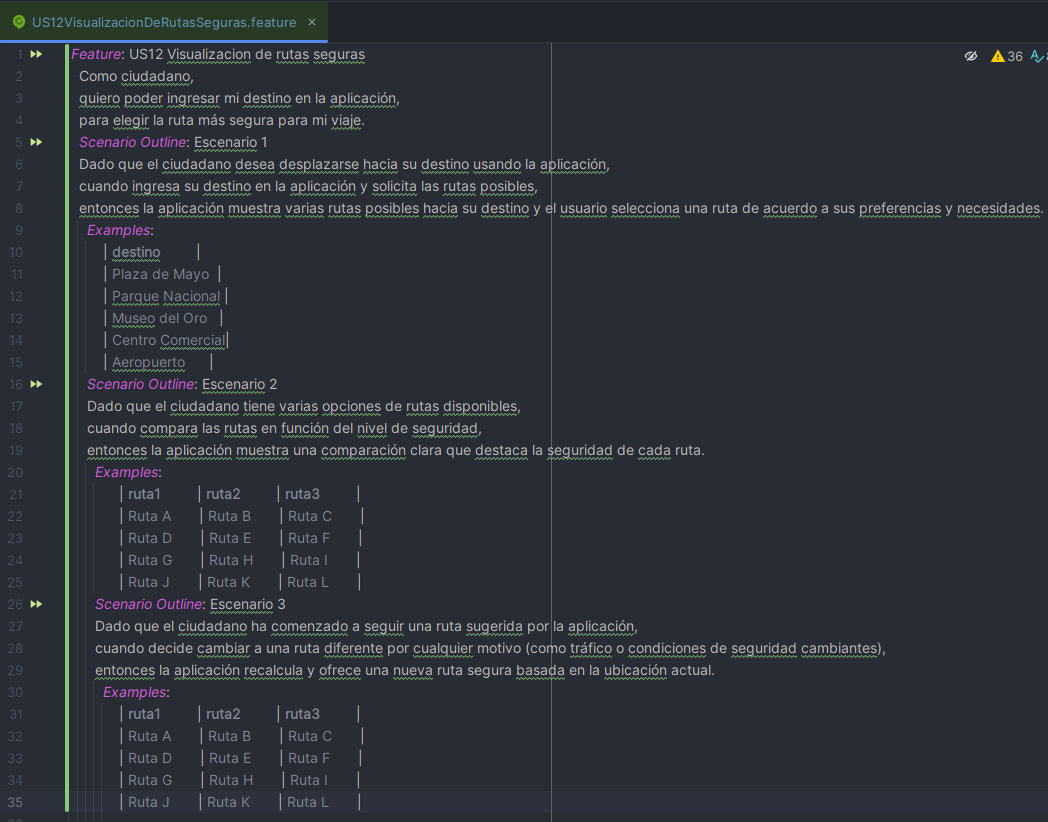 US12VisualizacionDeRutasSeguras.feature ×
1 Feature: US12 Visualizacion de rutas seguras
36
2 Como ciudadano,
3 quiero poder ingresar mi destino en la aplicación,
4 para elegir la ruta más segura para mi viaje.
5 Scenario Outline: Escenario 1
6 Dado que el ciudadano desea desplazarse hacia su destino usando la aplicación,
7 cuando ingresa su destino en la aplicación y solicita las rutas posibles,
8 entonces la aplicación muestra varias rutas posibles hacia su destino y el usuario selecciona una ruta de acuerdo a sus preferencias y necesidades.
9 Examples:
10 | destino |
11 | Plaza de Mayo |
12 | Parque Nacional |
13 | Museo del Oro |
14 | Centro Comercial|
15 | Aeropuerto |
16 Scenario Outline: Escenario 2
17 Dado que el ciudadano tiene varias opciones de rutas disponibles,
18 cuando compara las rutas en función del nivel de seguridad,
19 entonces la aplicación muestra una comparación clara que destaca la seguridad de cada ruta.
20 Examples:
21 | ruta1 | ruta2 | ruta3 |
22 | Ruta A | Ruta B | Ruta C |
23 | Ruta D | Ruta E | Ruta F |
24 | Ruta G | Ruta H | Ruta I |
25 | Ruta J | Ruta K | Ruta L |
26 Scenario Outline: Escenario 3
27 Dado que el ciudadano ha comenzado a seguir una ruta sugerida por la aplicación,
28 cuando decide cambiar a una ruta diferente por cualquier motivo (como tráfico o condiciones de seguridad cambiantes),
29 entonces la aplicación recalcula y ofrece una nueva ruta segura basada en la ubicación actual.
30 Examples:
31 | ruta1 | ruta2 | ruta3 |
32 | Ruta A | Ruta B | Ruta C |
33 | Ruta D | Ruta E | Ruta F |
34 | Ruta G | Ruta H | Ruta I |
35 | Ruta J | Ruta K | Ruta L |